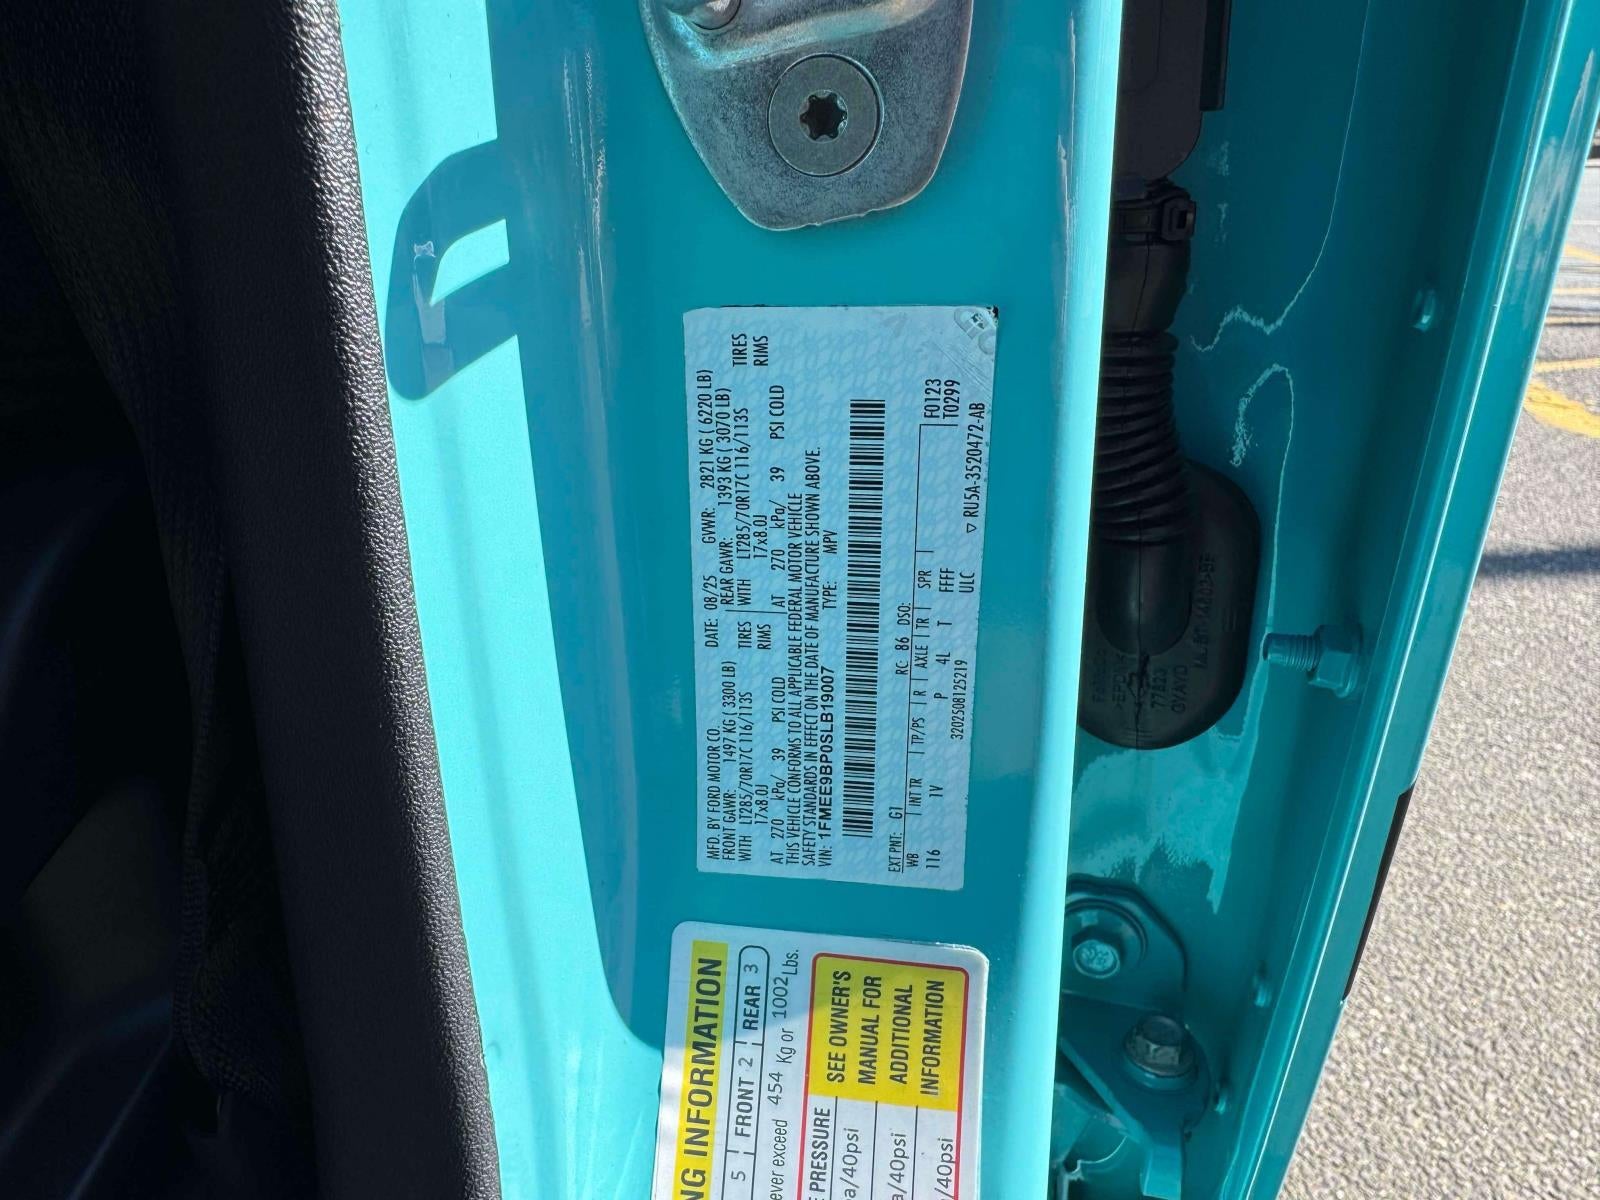 MFD. BY FORD MOTOR CO.
DATE: 08/25 GVWR: 2821 KG ( 6220 LB)
FRONT GAWR: 1497 KG ( 3300 LB)
REAR GAWR: 1393 KG ( 3070 LB)
WITH LT285/70R17C 116/113S TIRES
WITH LT285/70R17C 116/113S TIRES
17x8.0J RIMS
17x8.0J RIMS
AT 270 kPa/ 39 PSI COLD
AT 270 kPa/ 39 PSI COLD
THIS VEHICLE CONFORMS TO ALL APPLICABLE FEDERAL MOTOR VEHICLE
SAFETY STANDARDS IN EFFECT ON THE DATE OF MANUFACTURE SHOWN ABOVE.
VIN: 1FMEE9BP0SLB19007 TYPE: MPV
EXT PNT: G1 RC: 86 DSO:
WB INT TR TP/PS R AXLE TR SPR
F0123
T0299
116 1V P 4L T FFFF
320250812S219 ULC
▽ RU5A-3520472-AB
NG INFORMATION
5 FRONT 2 REAR 3
ever exceed 454 Kg or 1002 Lbs.
E PRESSURE
SEE OWNER'S
MANUAL FOR
ADDITIONAL
INFORMATION
a/40psi
a/40psi
/40psi
>EPDM<
77820